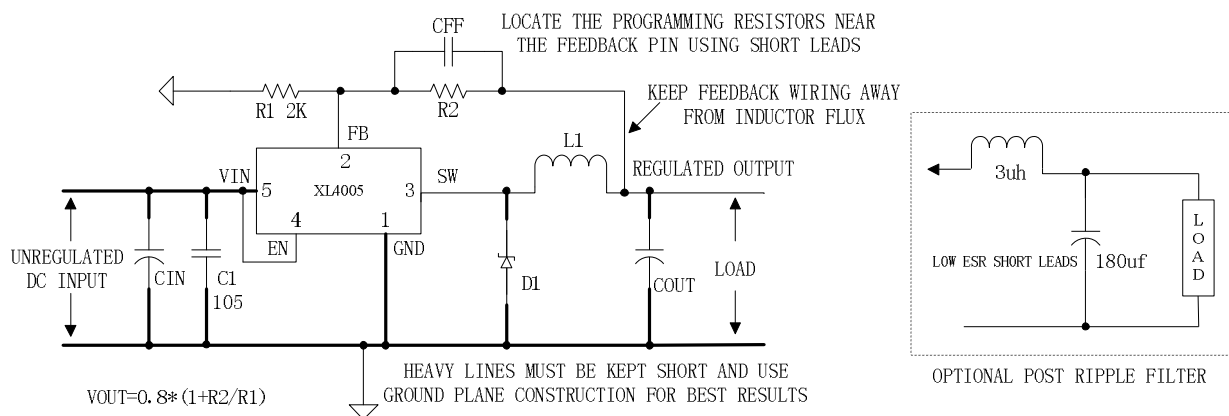 LOCATE THE PROGRAMMING RESISTORS NEAR
THE FEEDBACK PIN USING SHORT LEADS
CFF
R1 2K
R2
KEEP FEEDBACK WIRING AWAY
FROM INDUCTOR FLUX
FB
2
L1
REGULATED OUTPUT
VIN
5
XL4005
3
SW
4
1
EN
GND
UNREGULATED
DC INPUT
CIN
C1
105
D1
COUT
LOAD
HEAVY LINES MUST BE KEPT SHORT AND USE
GROUND PLANE CONSTRUCTION FOR BEST RESULTS
VOUT=0.8*(1+R2/R1)
3uh
LOW ESR SHORT LEADS
180uf
LOAD
OPTIONAL POST RIPPLE FILTER